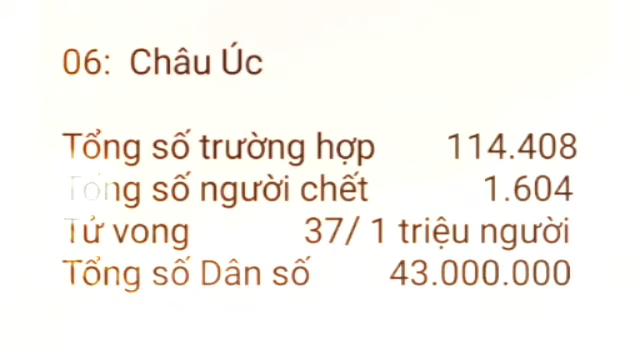 06: Châu Úc
Tổng số trường hợp 114.408
Tổng số người chết 1.604
Tử vong 37/ 1 triệu người
Tổng số Dân số 43.000.000